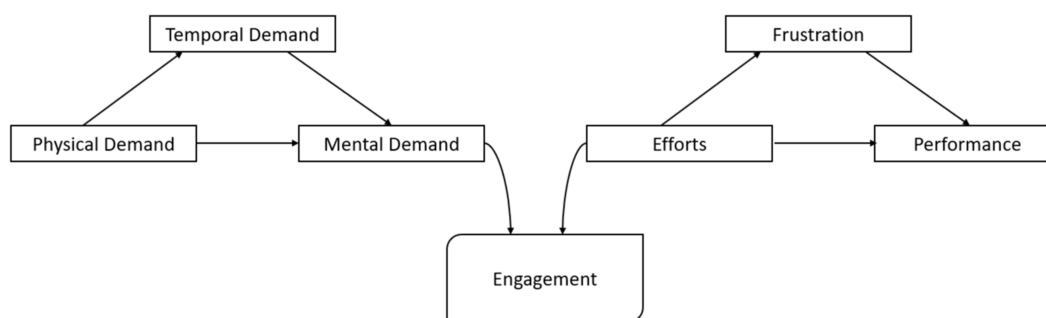 Temporal Demand
Frustration
Physical Demand
Mental Demand
Efforts
Performance
Engagement